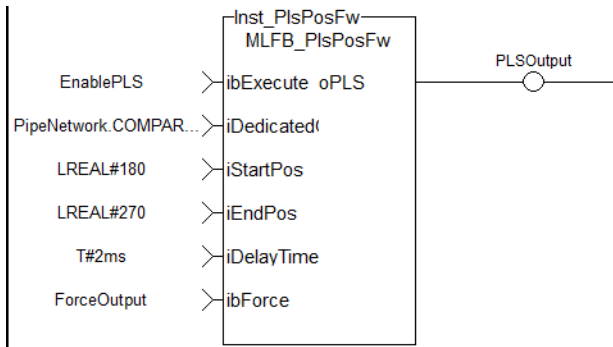 Inst_PlsPosFw
MLFB_PlsPosFw
PLSOutput
EnablePLS ibExecute oPLS
PipeNetwork.COMPAR... iDedicated
LREAL#180 iStartPos
LREAL#270 iEndPos
T#2ms iDelayTime
ForceOutput ibForce